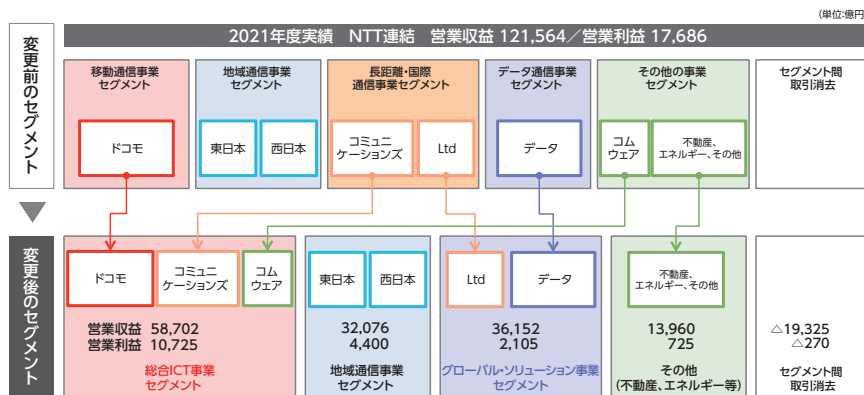 (単位:億円)
2021年度実績 NTT連結 営業収益 121,564／営業利益 17,686
変更前のセグメント
移動通信事業
セグメント
ドコモ
地域通信事業
セグメント
東日本
西日本
長距離・国際
通信事業セグメント
コミュニ
ケーションズ
Ltd
データ通信事業
セグメント
データ
その他の事業
セグメント
コム
ウェア
不動産、
エネルギー、その他
セグメント間
取引消去
変更後のセグメント
ドコモ
コミュニ
ケーションズ
コム
ウェア
営業収益 58,702
営業利益 10,725
総合ICT事業
セグメント
東日本
西日本
32,076
4,400
地域通信事業
セグメント
Ltd
データ
36,152
2,105
グローバル・ソリューション事業
セグメント
不動産、
エネルギー、その他
13,960
725
その他
(不動産、エネルギー等)
△19,325
△270
セグメント間
取引消去